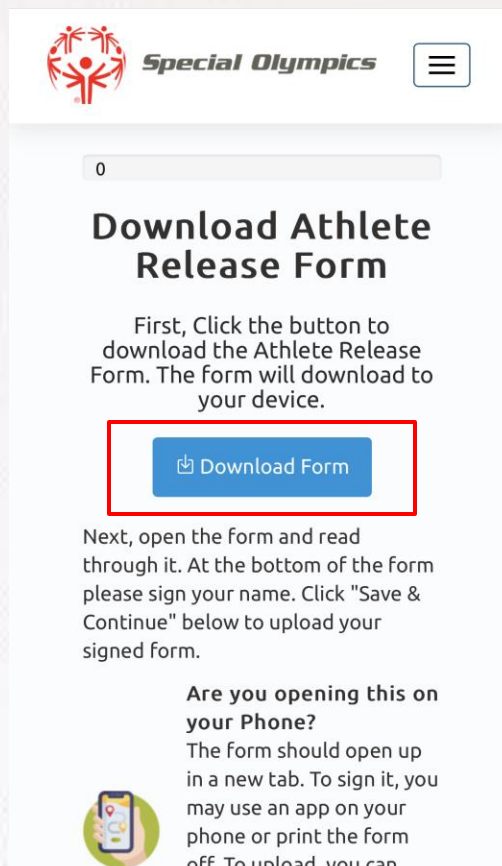 Special Olympics
0
Download Athlete
Release Form
First, Click the button to
download the Athlete Release
Form. The form will download to
your device.
Download Form
Next, open the form and read
through it. At the bottom of the form
please sign your name. Click "Save &
Continue" below to upload your
signed form.
Are you opening this on
your Phone?
The form should open up
in a new tab. To sign it, you
may use an app on your
phone or print the form
off. To upload, you can